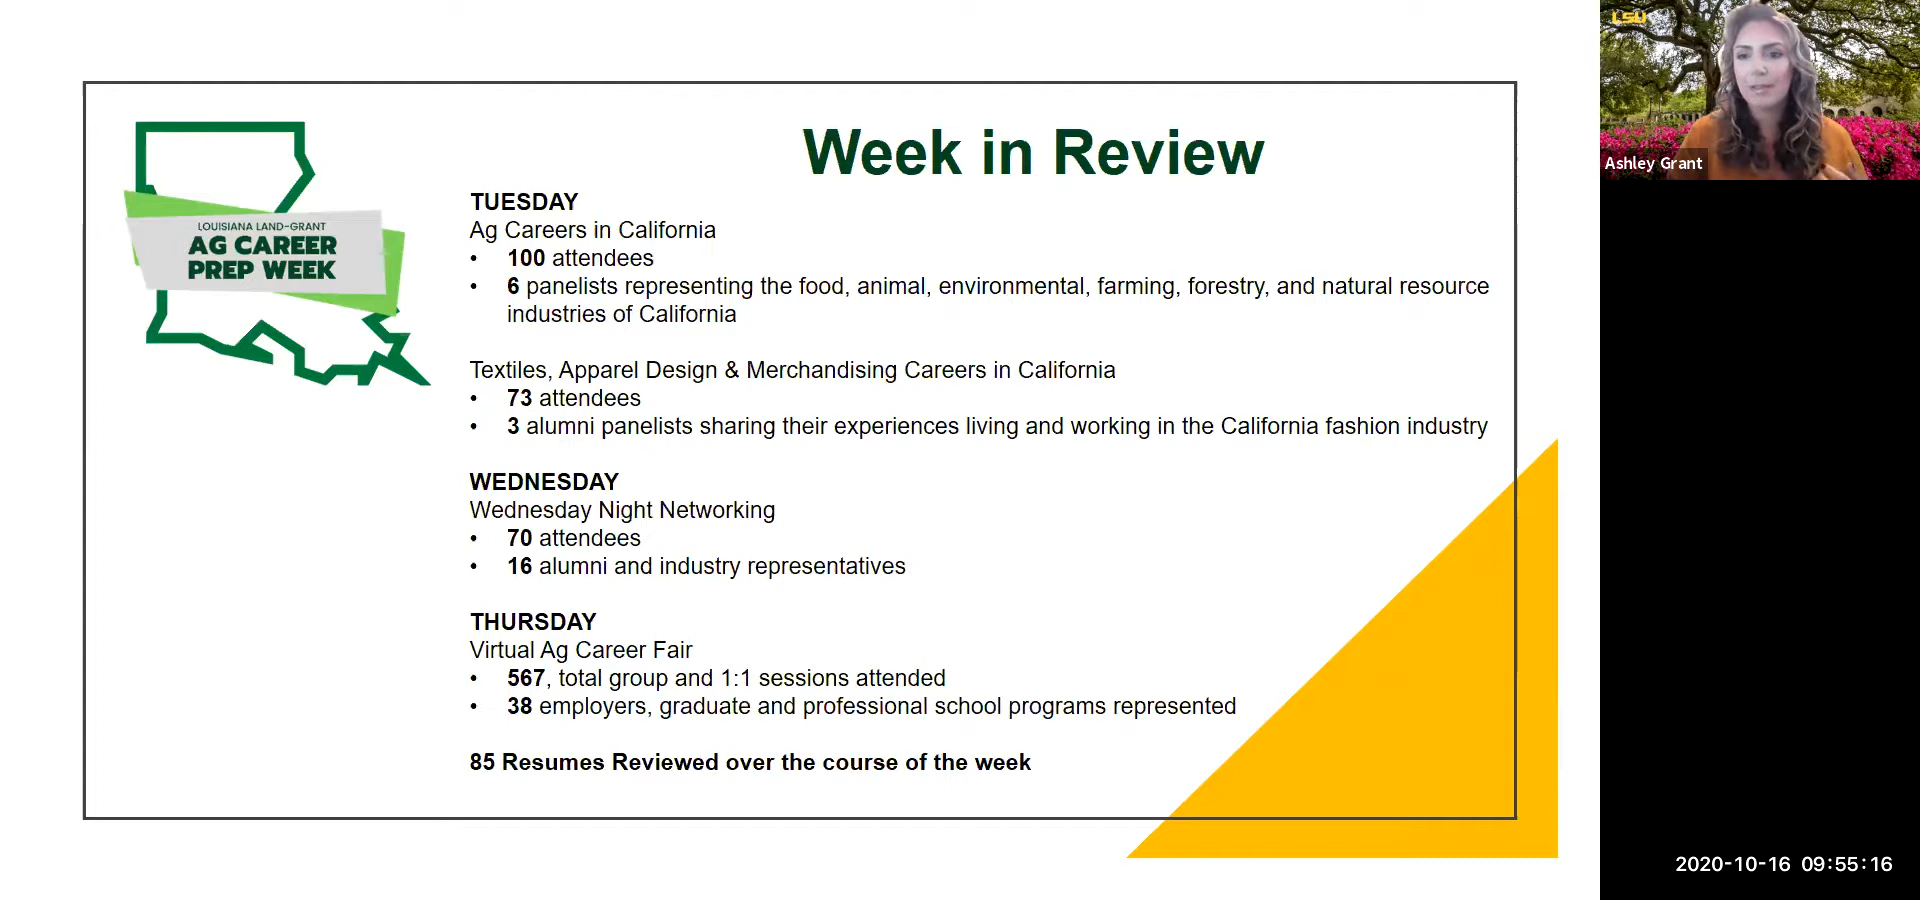 Week in Review
LOUISIANA LAND-GRANT
AG CAREER
PREP WEEK
TUESDAY
Ag Careers in California
• 100 attendees
• 6 panelists representing the food, animal, environmental, farming, forestry, and natural resource
industries of California
Textiles, Apparel Design & Merchandising Careers in California
• 73 attendees
• 3 alumni panelists sharing their experiences living and working in the California fashion industry
WEDNESDAY
Wednesday Night Networking
• 70 attendees
• 16 alumni and industry representatives
THURSDAY
Virtual Ag Career Fair
• 567, total group and 1:1 sessions attended
• 38 employers, graduate and professional school programs represented
85 Resumes Reviewed over the course of the week
LSU
Ashley Grant
2020-10-16 09:55:16